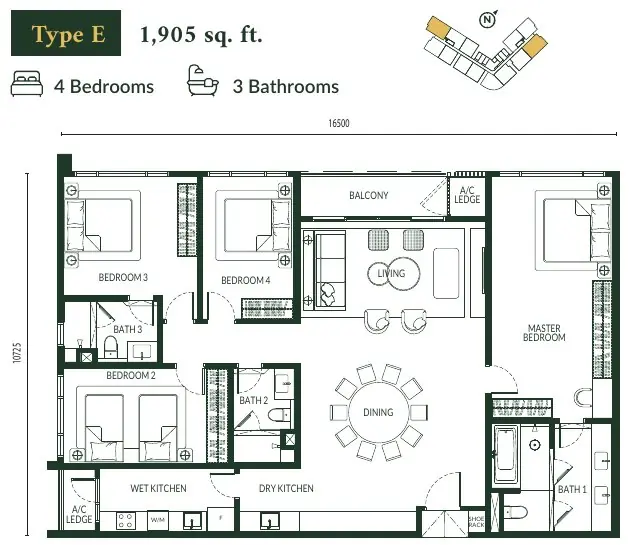 Type E
1,905 sq. ft.
N
4 Bedrooms
3 Bathrooms
16500
10725
BALCONY
A/C
LEDGE
BEDROOM 3
BEDROOM 4
LIVING
MASTER
BEDROOM
BATH 3
BEDROOM 2
BATH 2
DINING
WET KITCHEN
DRY KITCHEN
A/C
LEDGE
W/M
F
SHOE
RACK
BATH 1